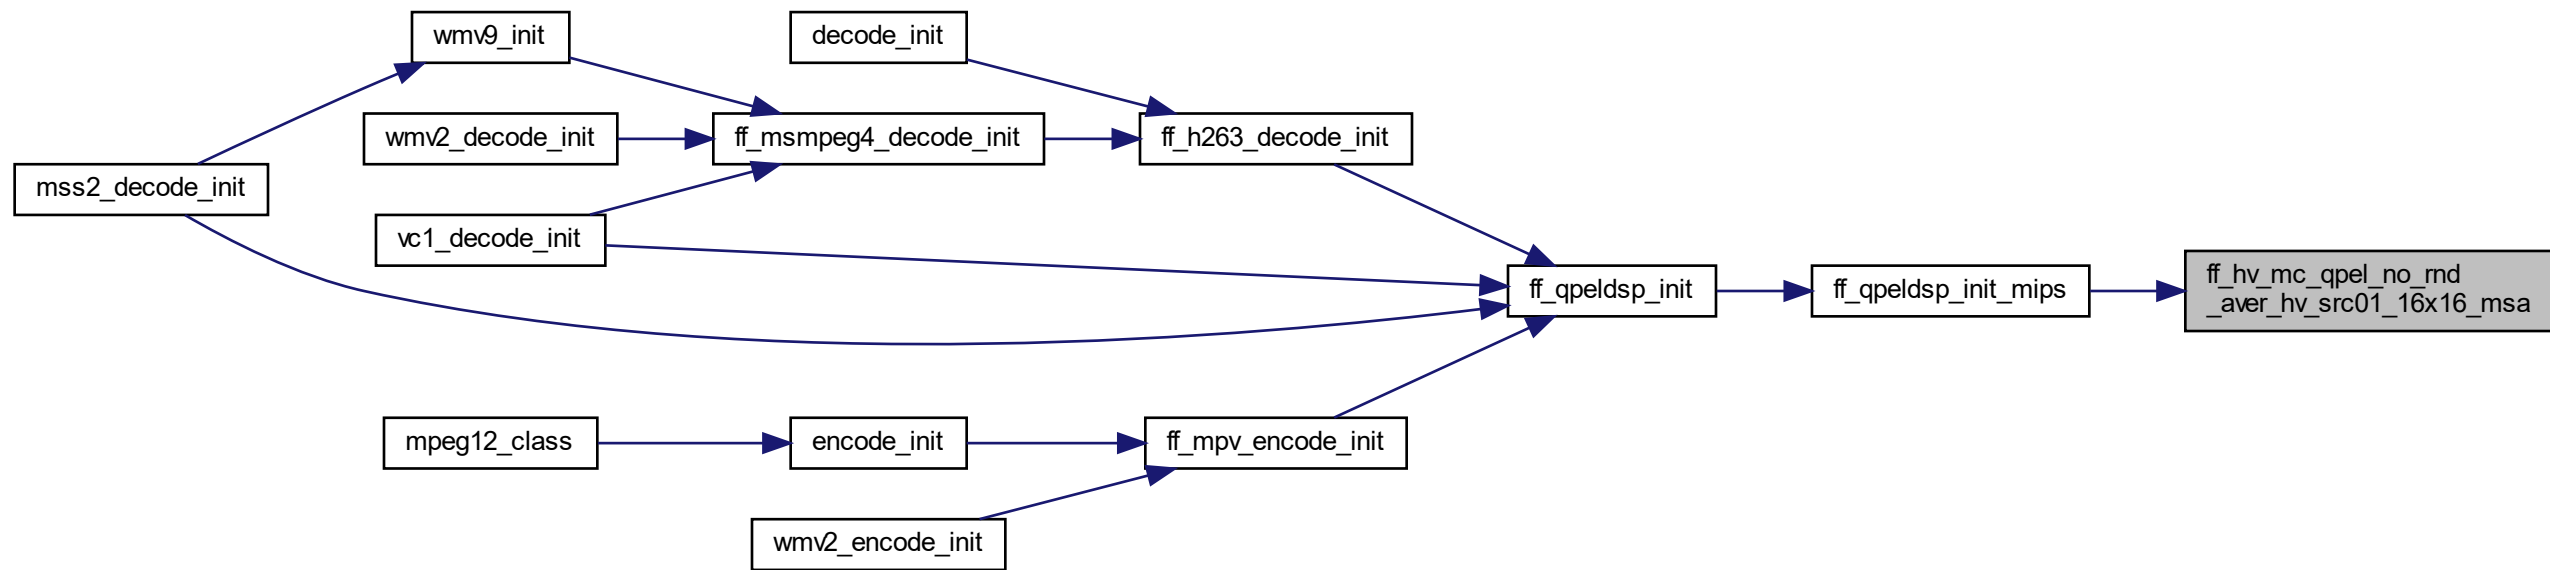 wmv9_init
decode_init
wmv2_decode_init
ff_msmpeg4_decode_init
ff_h263_decode_init
mss2_decode_init
vc1_decode_init
ff_qpeldsp_init
ff_qpeldsp_init_mips
ff_hv_mc_qpel_no_rnd
_aver_hv_src01_16x16_msa
mpeg12_class
encode_init
ff_mpv_encode_init
wmv2_encode_init